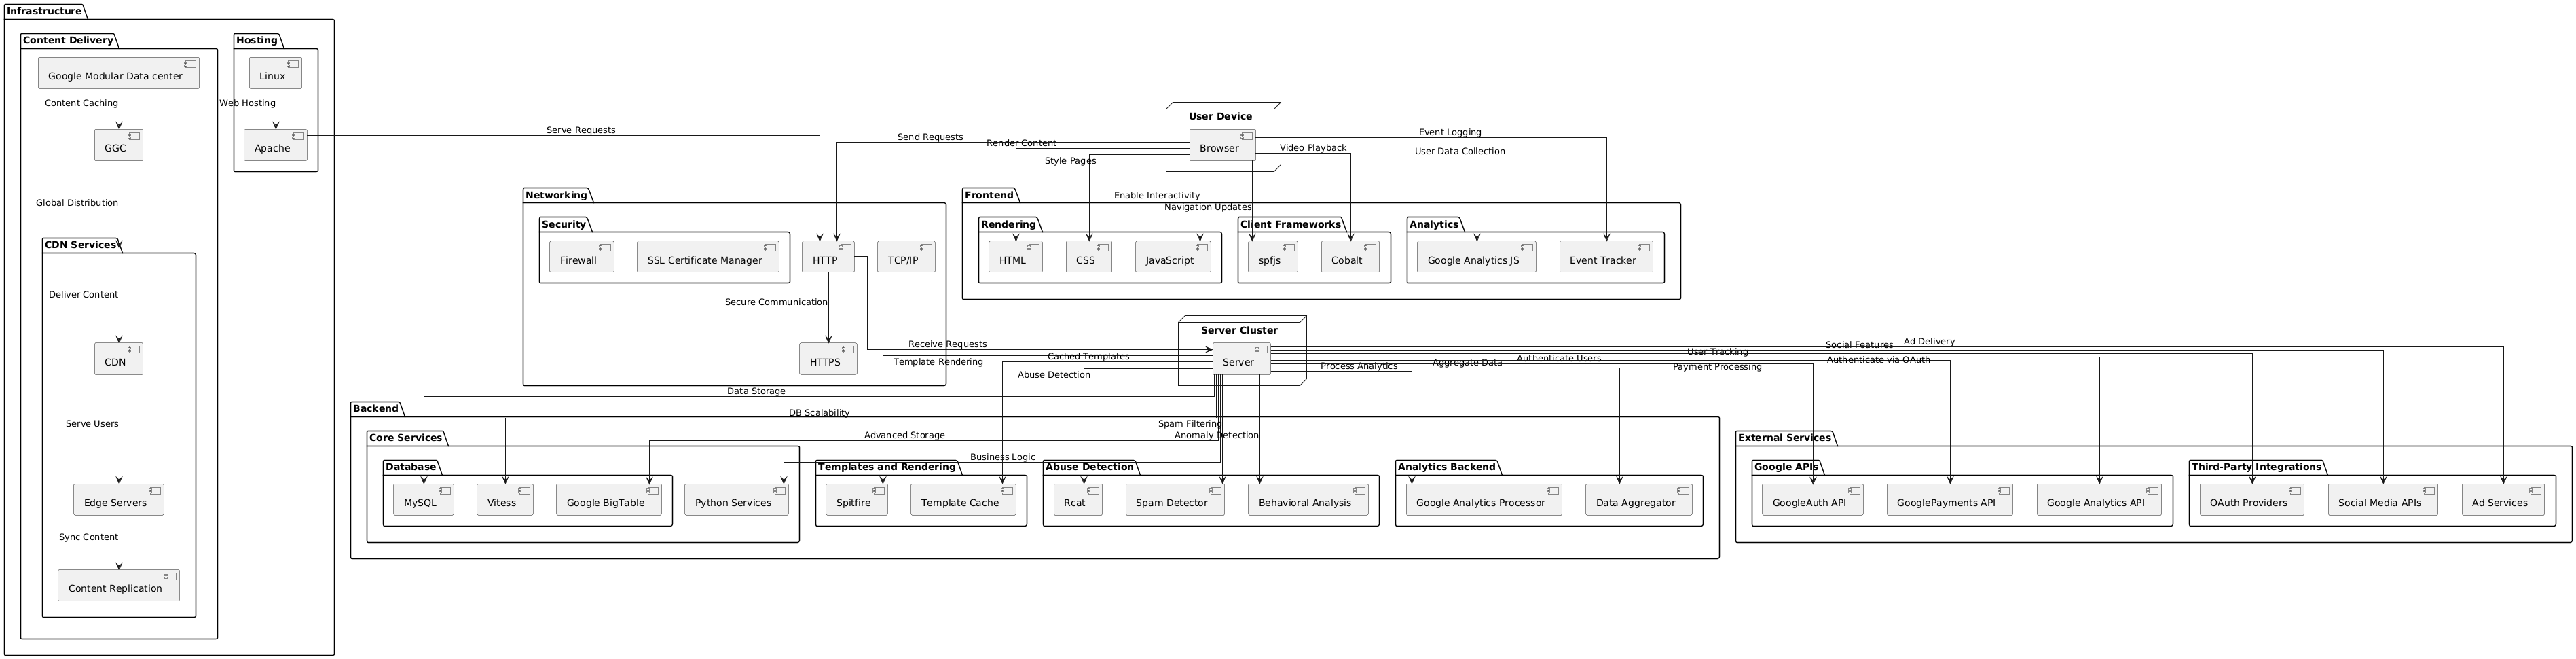 Infrastructure
Content Delivery
Google Modular Data center
Content Caching
GGC
Global Distribution
CDN Services
Deliver Content
CDN
Serve Users
Edge Servers
Sync Content
Content Replication
Hosting
Linux
Web Hosting
Apache
Serve Requests
User Device
Browser
Send Requests
Render Content
Style Pages
Enable Interactivity
Navigation Updates
Video Playback
User Data Collection
Event Logging
Networking
Security
Firewall
SSL Certificate Manager
HTTP
TCP/IP
Secure Communication
HTTPS
Frontend
Rendering
HTML
CSS
JavaScript
Client Frameworks
spfjs
Cobalt
Analytics
Google Analytics JS
Event Tracker
Server Cluster
Server
Receive Requests
Template Rendering
Cached Templates
Abuse Detection
Data Storage
DB Scalability
Advanced Storage
Business Logic
Spam Filtering
Anomaly Detection
Process Analytics
Aggregate Data
Authenticate Users
Payment Processing
User Tracking
Authenticate via OAuth
Social Features
Ad Delivery
Backend
Core Services
Database
MySQL
Vitess
Google BigTable
Python Services
Templates and Rendering
Spitfire
Template Cache
Abuse Detection
Rcat
Spam Detector
Behavioral Analysis
Analytics Backend
Google Analytics Processor
Data Aggregator
External Services
Google APIs
GoogleAuth API
GooglePayments API
Google Analytics API
Third-Party Integrations
OAuth Providers
Social Media APIs
Ad Services